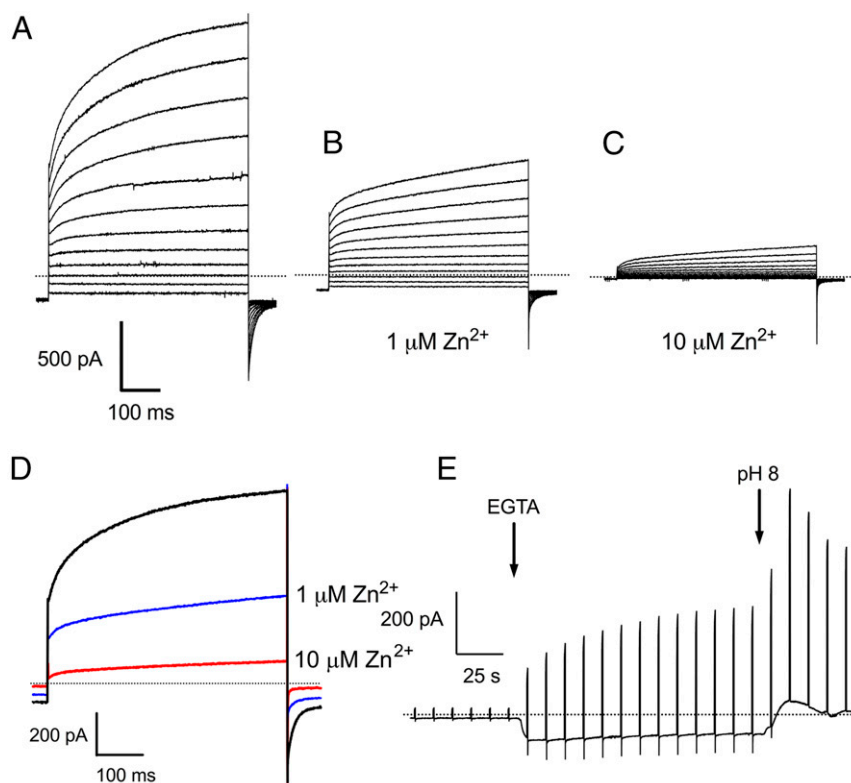 A
B
C
500 pA
100 ms
1 μM Zn²⁺
10 μM Zn²⁺
D
1 μM Zn²⁺
10 μM Zn²⁺
200 pA
100 ms
E
pH 8
EGTA
200 pA
25 s